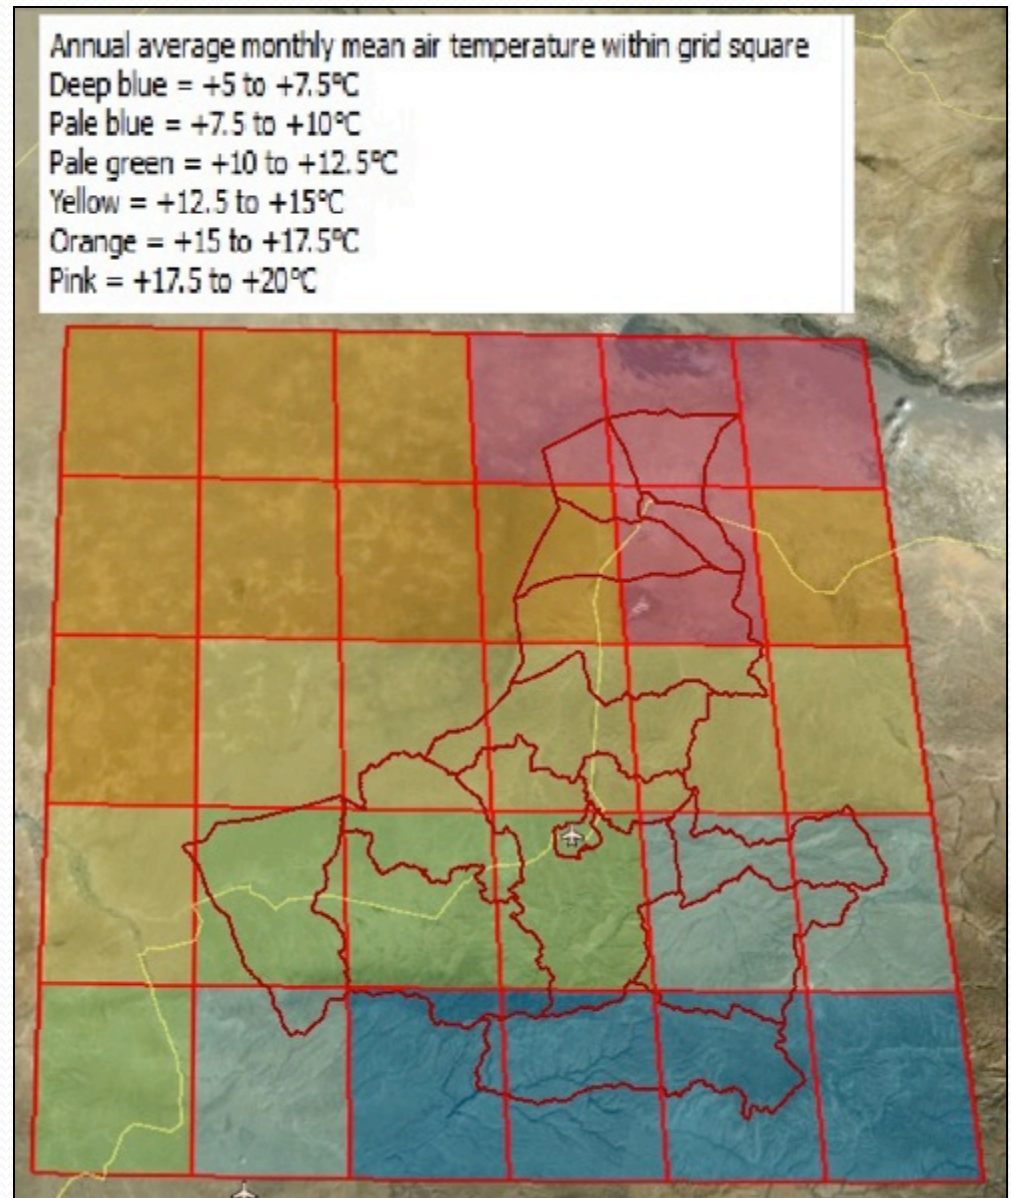 Annual average monthly mean air temperature within grid square
Deep blue = +5 to +7.5°C
Pale blue = +7.5 to +10°C
Pale green = +10 to +12.5°C
Yellow = +12.5 to +15°C
Orange = +15 to +17.5°C
Pink = +17.5 to +20°C